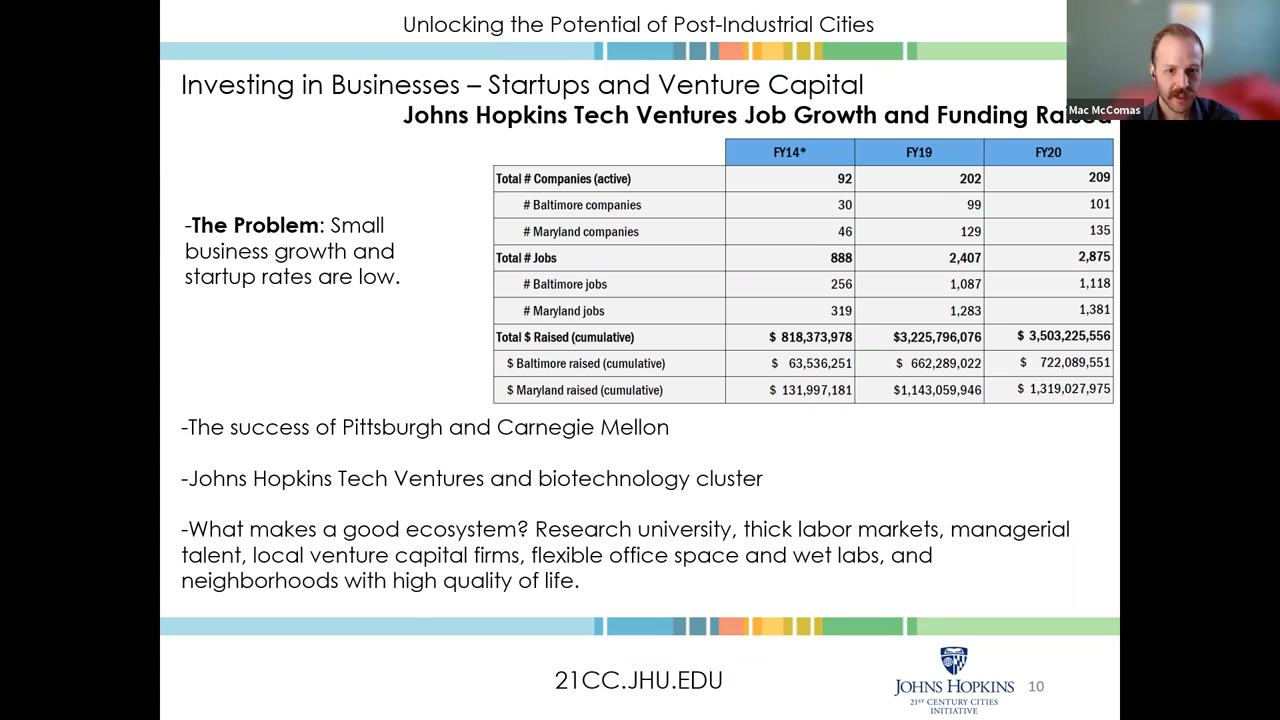 Unlocking the Potential of Post-Industrial Cities
Mac McComas
Investing in Businesses – Startups and Venture Capital
Johns Hopkins Tech Ventures Job Growth and Funding Raised
FY14* FY19 FY20
Total # Companies (active) 92 202 209
# Baltimore companies 30 99 101
# Maryland companies 46 129 135
Total # Jobs 888 2,407 2,875
# Baltimore jobs 256 1,087 1,118
# Maryland jobs 319 1,283 1,381
Total $ Raised (cumulative) $ 818,373,978 $3,225,796,076 $ 3,503,225,556
$ Baltimore raised (cumulative) $ 63,536,251 $ 662,289,022 $ 722,089,551
$ Maryland raised (cumulative) $ 131,997,181 $1,143,059,946 $ 1,319,027,975
-The Problem: Small
business growth and
startup rates are low.
-The success of Pittsburgh and Carnegie Mellon
-Johns Hopkins Tech Ventures and biotechnology cluster
-What makes a good ecosystem? Research university, thick labor markets, managerial
talent, local venture capital firms, flexible office space and wet labs, and
neighborhoods with high quality of life.
21CC.JHU.EDU
JOHNS HOPKINS
21ST CENTURY CITIES
INITIATIVE
10